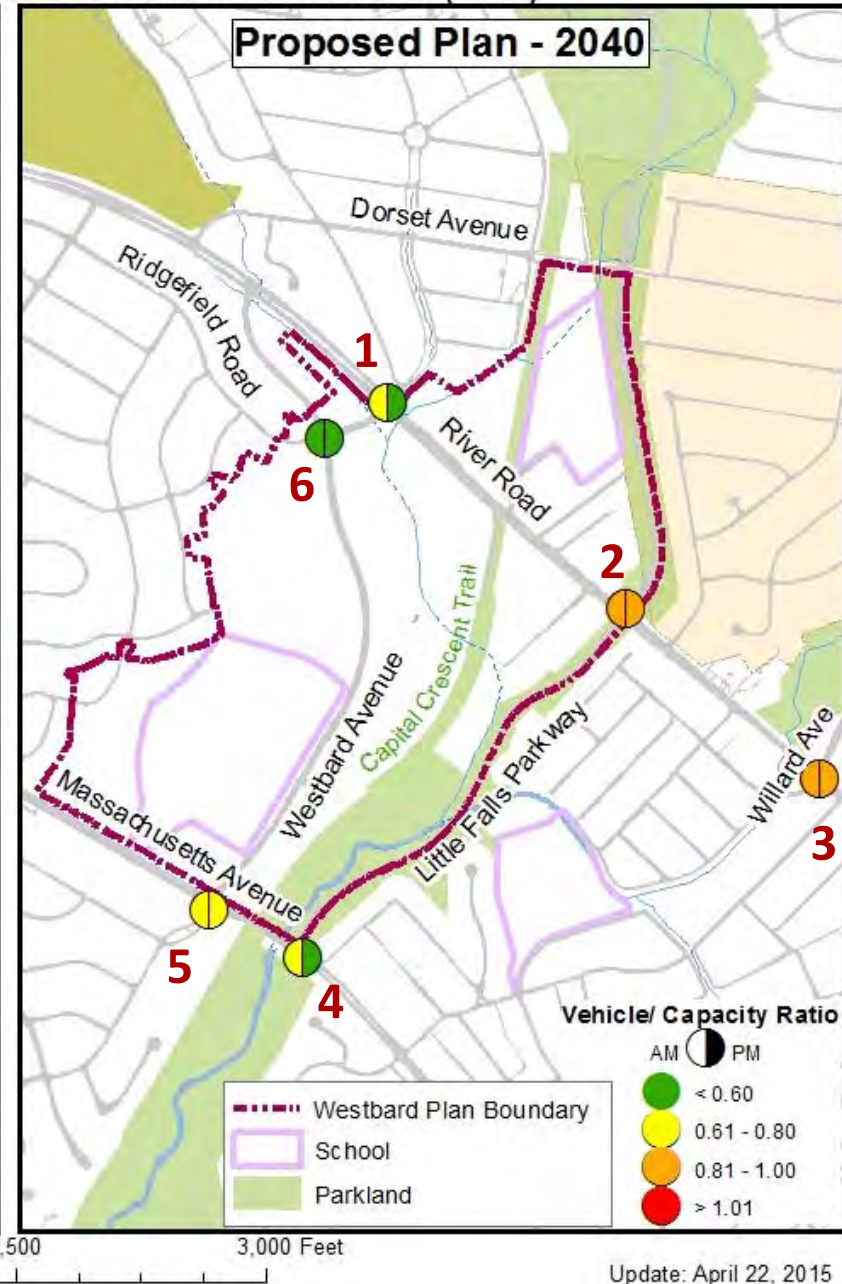 Proposed Plan - 2040
Dorset Avenue
Ridgefield Road
1
River Road
6
2
Capital Crescent Trail
Westbard Avenue
Willard Ave
Massachusetts Avenue
Little Falls Parkway
3
5
4
Vehicle/ Capacity Ratio
AM PM
< 0.60
0.61 - 0.80
0.81 - 1.00
> 1.01
Westbard Plan Boundary
School
Parkland
,500
3,000 Feet
Update: April 22, 2015